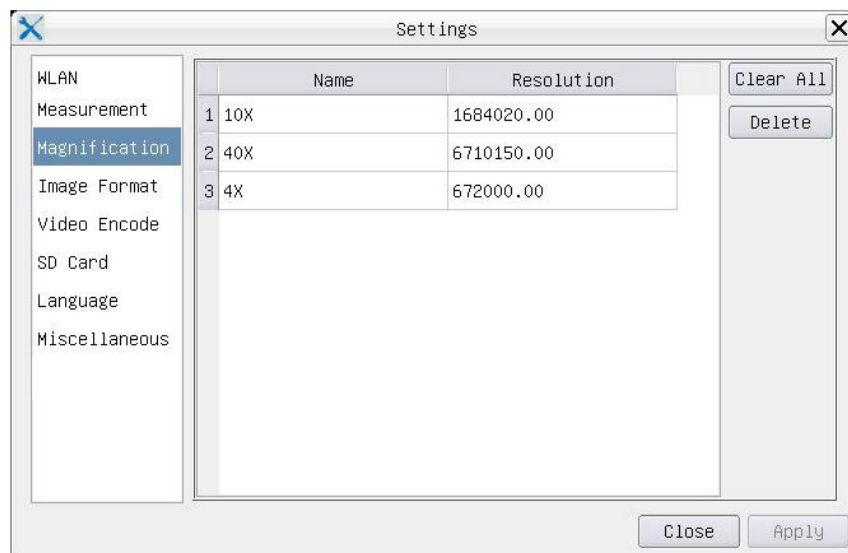 Settings
WLAN
Measurement
Magnification
Image Format
Video Encode
SD Card
Language
Miscellaneous
Name Resolution
1 10X 1684020.00
2 40X 6710150.00
3 4X 672000.00
Clear All
Delete
Close Apply